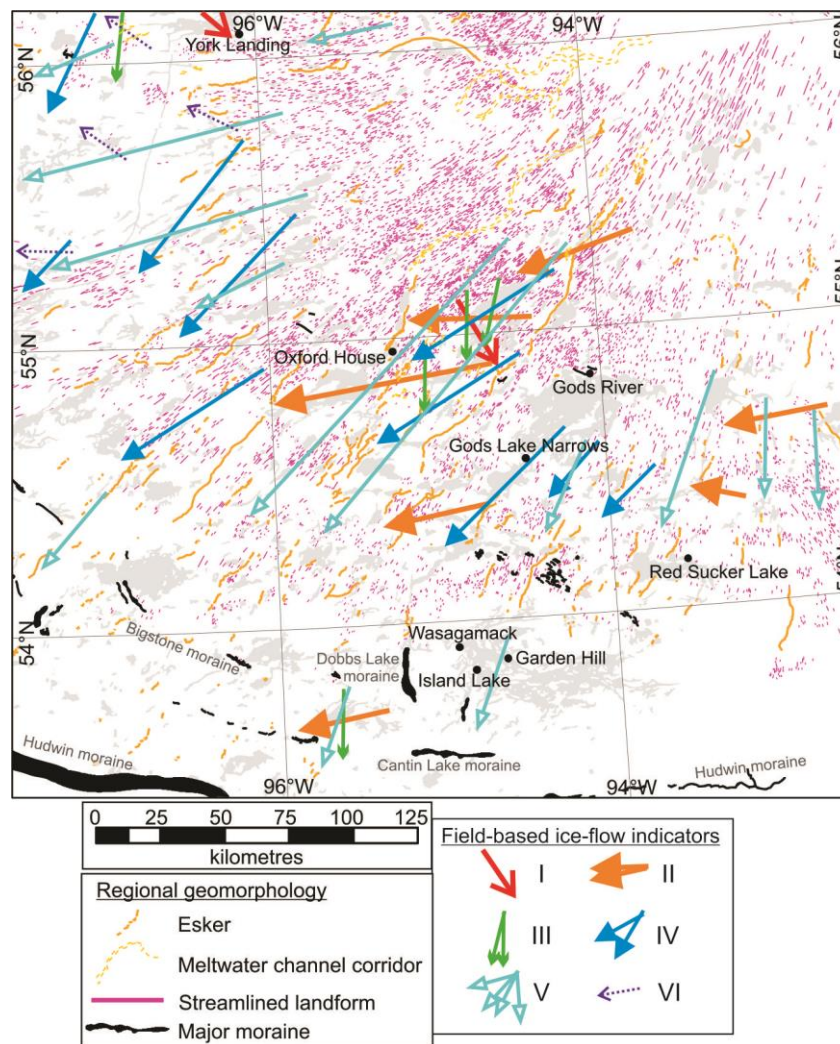 96°W
94°W
56°N
York Landing
56°N
55°N
55°N
Oxford House
Gods River
Gods Lake Narrows
Red Sucker Lake
54°N
Bigstone moraine
Wasagamack
Dobbs Lake
moraine
Garden Hill
Island Lake
Hudwin moraine
Cantin Lake moraine
Hudwin moraine
96°W
94°W
0 25 50 75 100 125
kilometres
Regional geomorphology
Esker
Meltwater channel corridor
Streamlined landform
Major moraine
Field-based ice-flow indicators
I
II
III
IV
V
VI